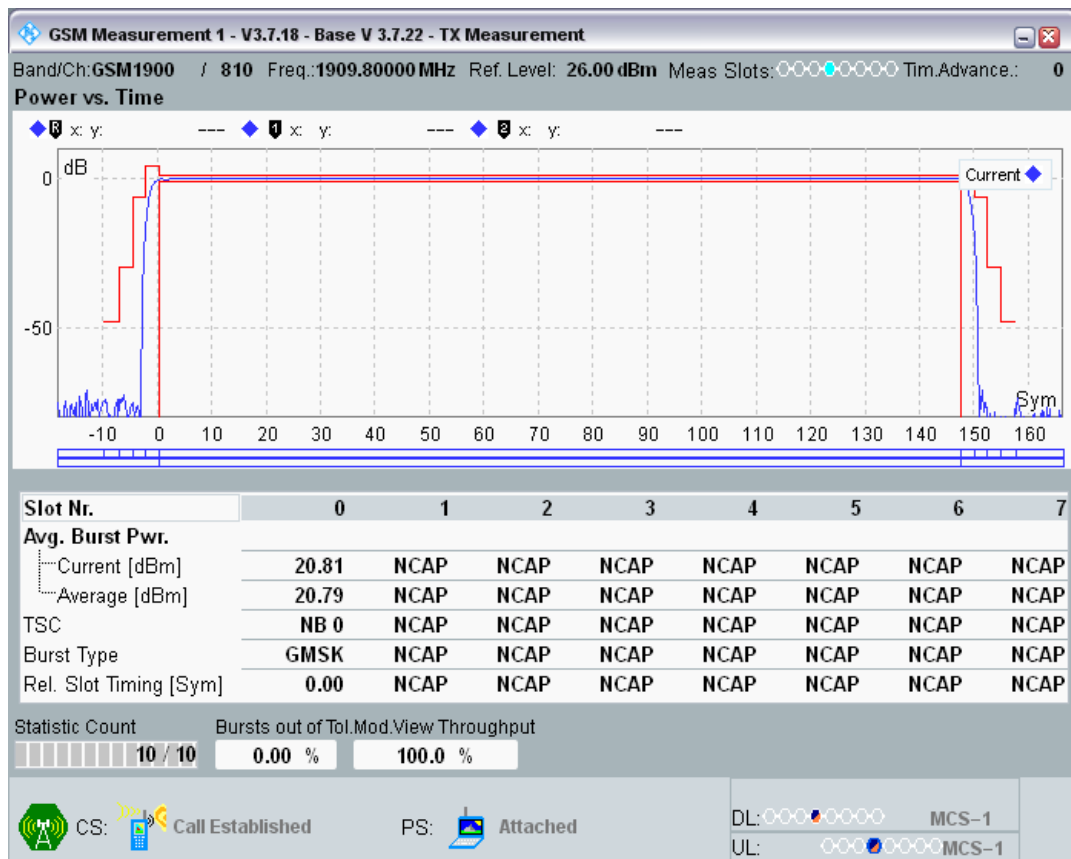 GSM Measurement 1 - V3.7.18 - Base V 3.7.22 - TX Measurement
Band/Ch:GSM1900 / 810 Freq.:1909.80000 MHz Ref. Level: 26.00 dBm Meas Slots: Tim.Advance.: 0
Power vs. Time
R x: y: --- 1 x: y: --- 2 x: y: ---
dB
0
Current
-50
Sym
-10 0 10 20 30 40 50 60 70 80 90 100 110 120 130 140 150 160
Slot Nr. 0 1 2 3 4 5 6 7
Avg. Burst Pwr.
Current [dBm] 20.81 NCAP NCAP NCAP NCAP NCAP NCAP NCAP
Average [dBm] 20.79 NCAP NCAP NCAP NCAP NCAP NCAP NCAP
TSC NB 0 NCAP NCAP NCAP NCAP NCAP NCAP NCAP
Burst Type GMSK NCAP NCAP NCAP NCAP NCAP NCAP NCAP
Rel. Slot Timing [Sym] 0.00 NCAP NCAP NCAP NCAP NCAP NCAP NCAP
Statistic Count Bursts out of Tol.Mod.View Throughput
10 / 10 0.00 % 100.0 %
CS: Call Established PS: Attached
DL: MCS-1
UL: MCS-1